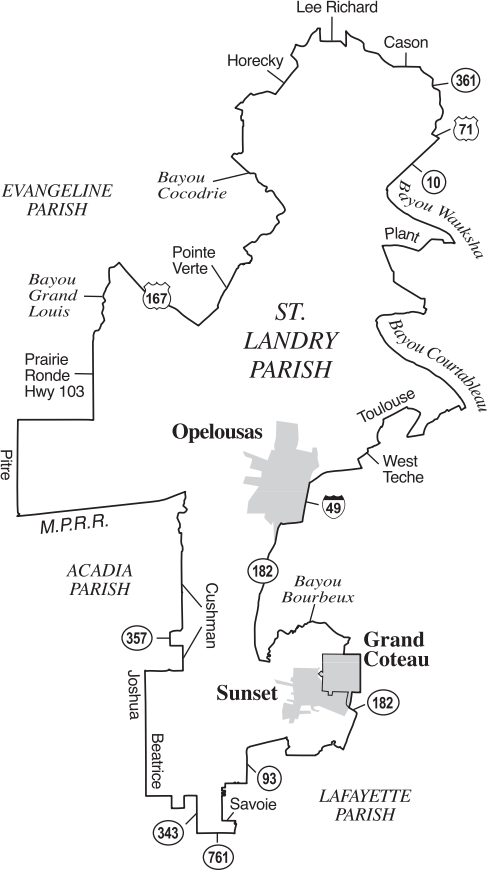 Lee Richard
Cason
Horecky
361
71
10
Bayou
Cocodrie
EVANGELINE
PARISH
Bayou Wauksha
Plant
Pointe
Verte
Bayou
Grand
Louis
167
ST.
LANDRY
PARISH
Bayou Courtableau
Prairie
Ronde
Hwy 103
Toulouse
Opelousas
Pitre
West
Teche
49
M.P.R.R.
182
ACADIA
PARISH
Bayou
Bourbeux
Cushman
357
Grand
Coteau
Joshua
Sunset
182
Beatrice
93
LAFAYETTE
PARISH
Savoie
343
761